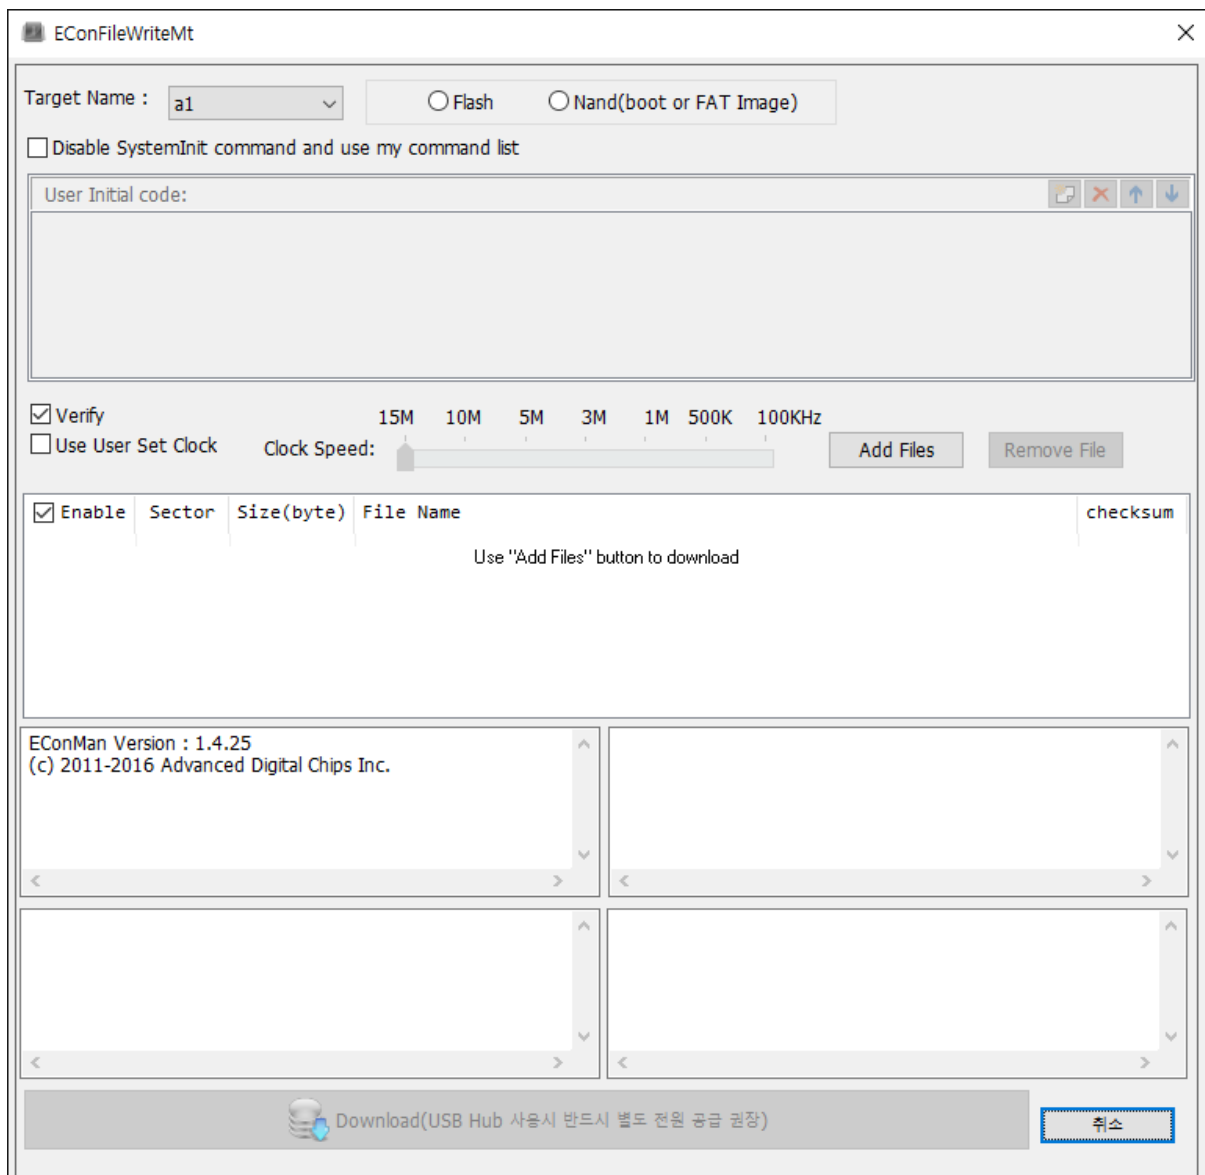 EConFileWriteMt
Target Name :
a1
Flash
Nand(boot or FAT Image)
Disable SystemInit command and use my command list
User Initial code:
Verify
15M 10M 5M 3M 1M 500K 100KHz
Use User Set Clock
Clock Speed:
Add Files
Remove File
Enable Sector Size(byte) File Name checksum
Use "Add Files" button to download
EConMan Version : 1.4.25
(c) 2011-2016 Advanced Digital Chips Inc.
Download(USB Hub 사용시 반드시 별도 전원 공급 권장)
취소